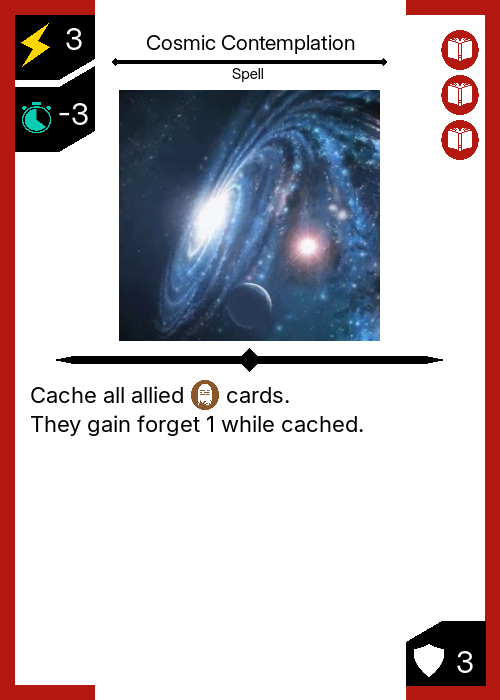 3
Cosmic Contemplation
Spell
-3
Cache all allied cards.
They gain forget 1 while cached.
3